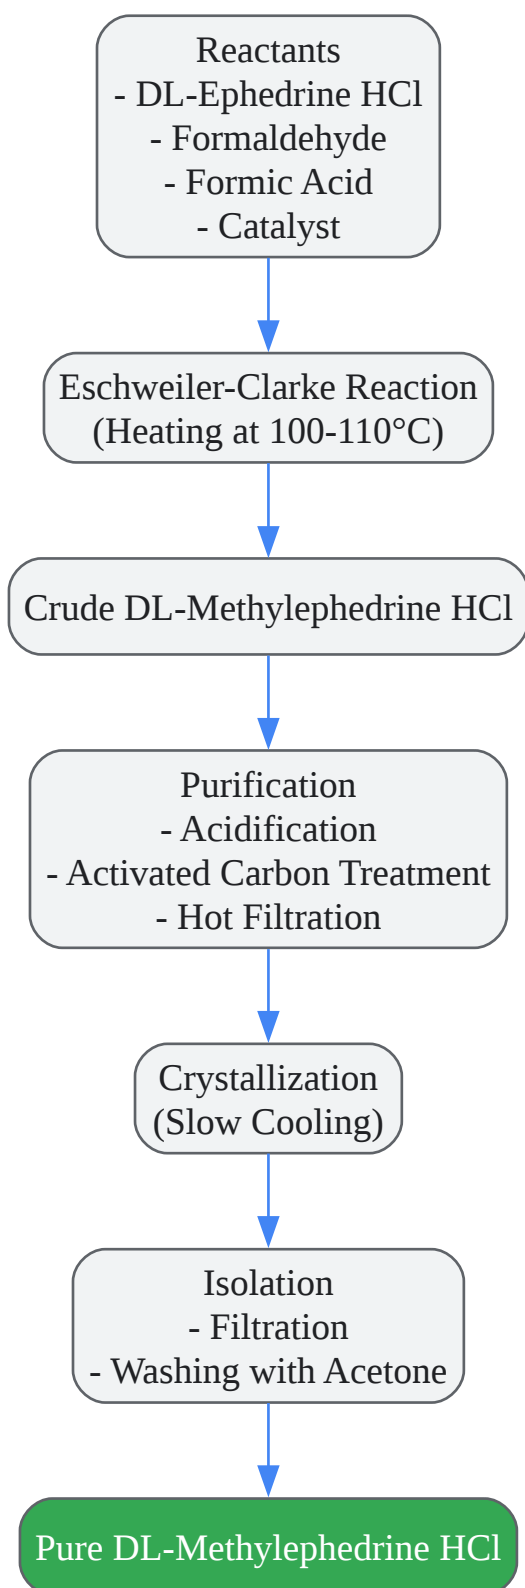 Reactants
- DL-Ephedrine HCl
- Formaldehyde
- Formic Acid
- Catalyst
Eschweiler-Clarke Reaction
(Heating at 100-110°C)
Crude DL-Methylephedrine HCl
Purification
- Acidification
- Activated Carbon Treatment
- Hot Filtration
Crystallization
(Slow Cooling)
Isolation
- Filtration
- Washing with Acetone
Pure DL-Methylephedrine HCl